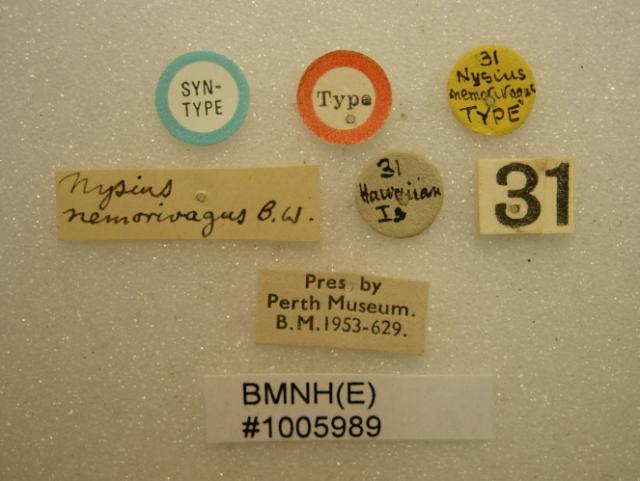 SYN-
TYPE
Type
31
Nysius
nemorivagus
TYPE
Nysius
nemorivagus B.W.
31
Hawaiian
Is
31
Pres by
Perth Museum.
B.M.1953-629.
BMNH(E)
#1005989